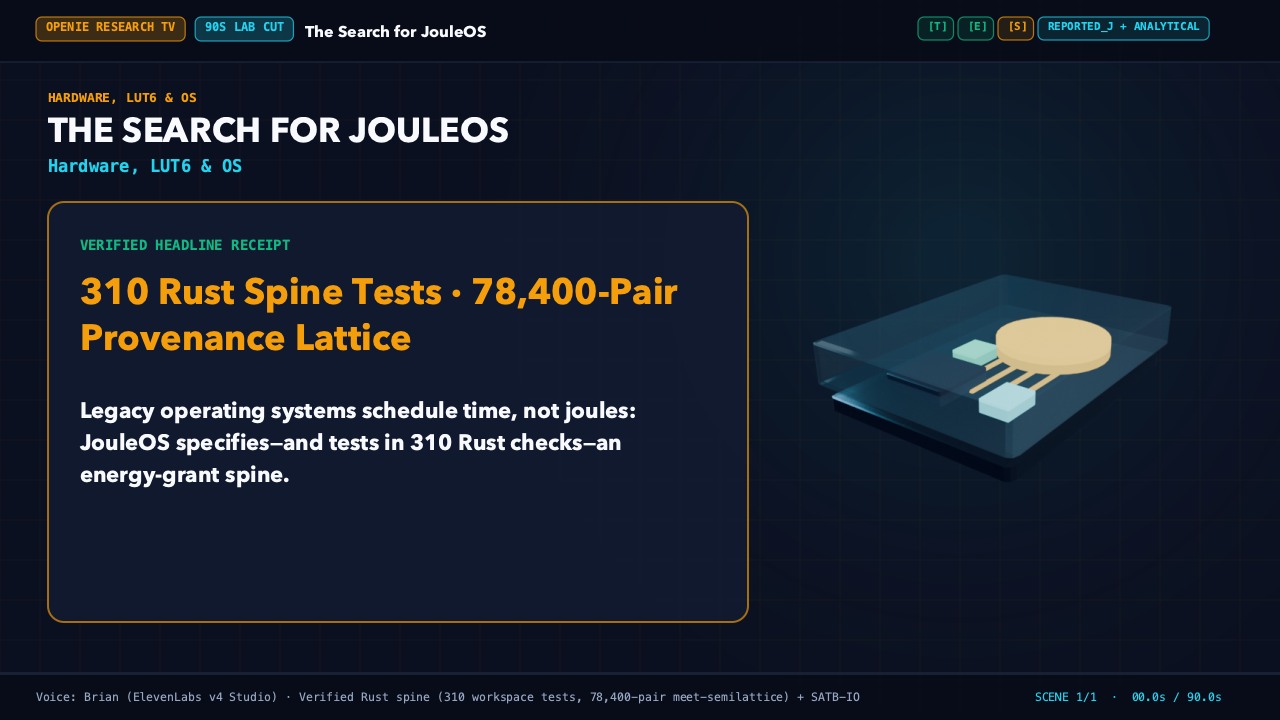 OPENIE RESEARCH TV
90S LAB CUT
The Search for JouleOS
[T]
[E]
[S]
REPORTED_J + ANALYTICAL
HARDWARE, LUT6 & OS
THE SEARCH FOR JOULEOS
Hardware, LUT6 & OS
VERIFIED HEADLINE RECEIPT
310 Rust Spine Tests · 78,400-Pair
Provenance Lattice
Legacy operating systems schedule time, not joules:
JouleOS specifies—and tests in 310 Rust checks—an
energy-grant spine.
Voice: Brian (ElevenLabs v4 Studio) · Verified Rust spine (310 workspace tests, 78,400-pair meet-semilattice) + SATB-IO
SCENE 1/1 · 00.0s / 90.0s